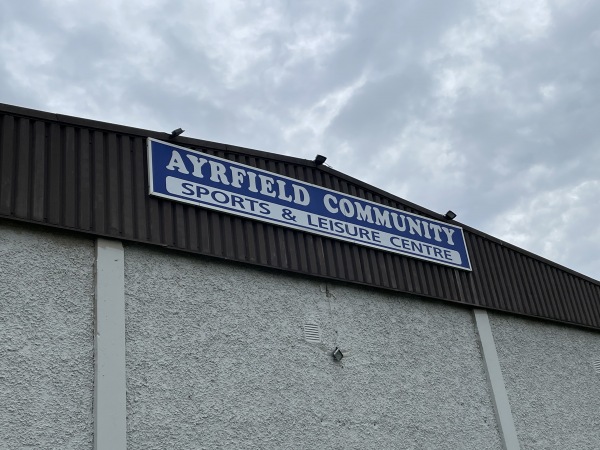 AYRFIELD COMMUNITY
SPORTS & LEISURE CENTRE